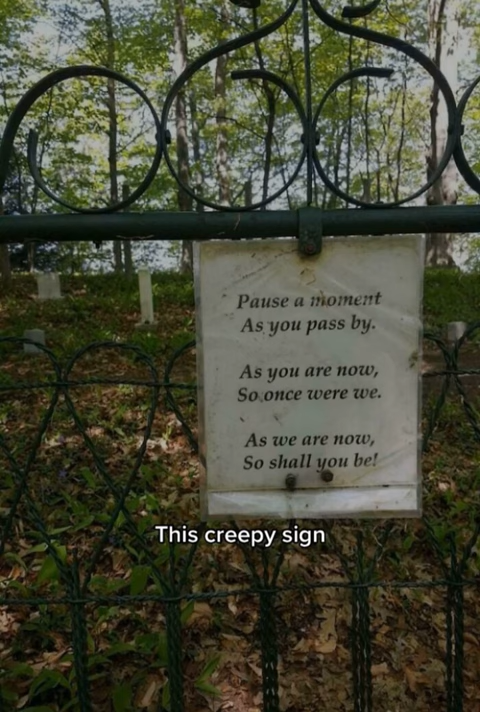 Pause a moment
As you pass by.
As you are now,
So once were we.
As we are now,
So shall you be!
This creepy sign